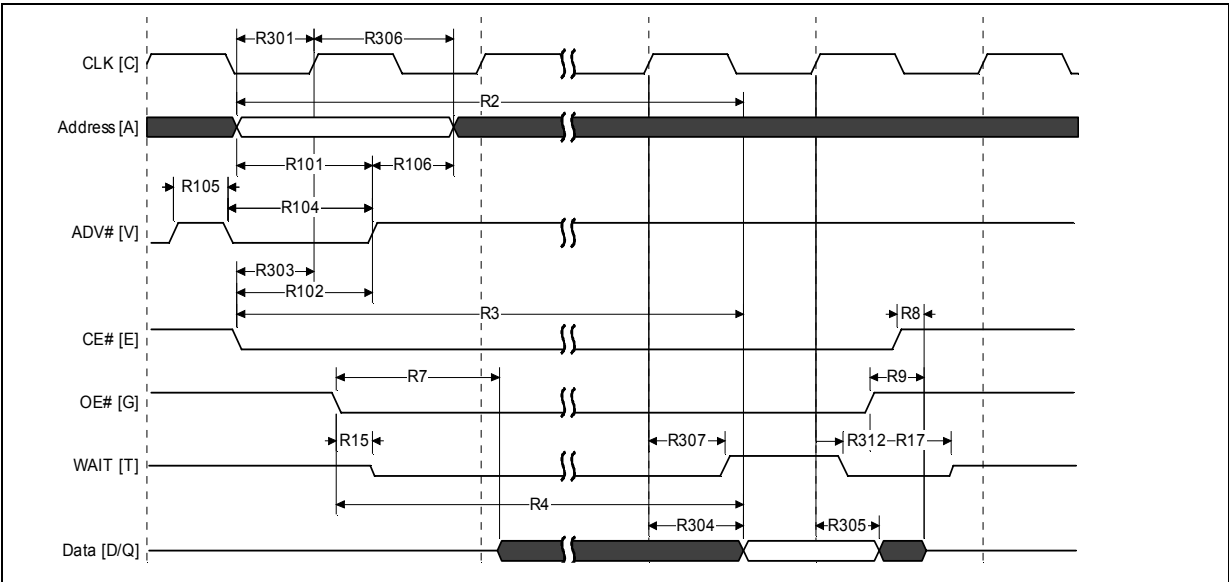 R301 R306
CLK [C]
R2
Address [A]
R101 R106
R105
R104
ADV# [V]
R303
R102
R3 R8
CE# [E]
R7 R9
OE# [G]
R15 R307 R312 R17
WAIT [T]
R4
R304 R305
Data [D/Q]